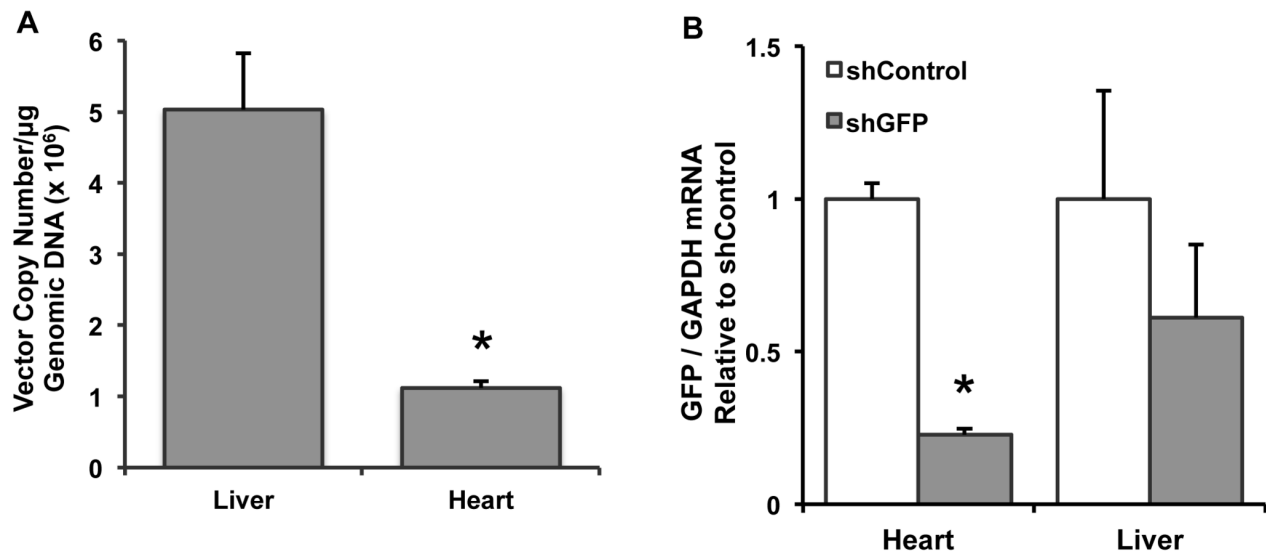 A
Vector Copy Number/µg
Genomic DNA (x 10⁶)
6
5
4
3
2
1
0
*
Liver
Heart
B
GFP / GAPDH mRNA
Relative to shControl
1.5
1
0.5
0
shControl
shGFP
*
Heart
Liver